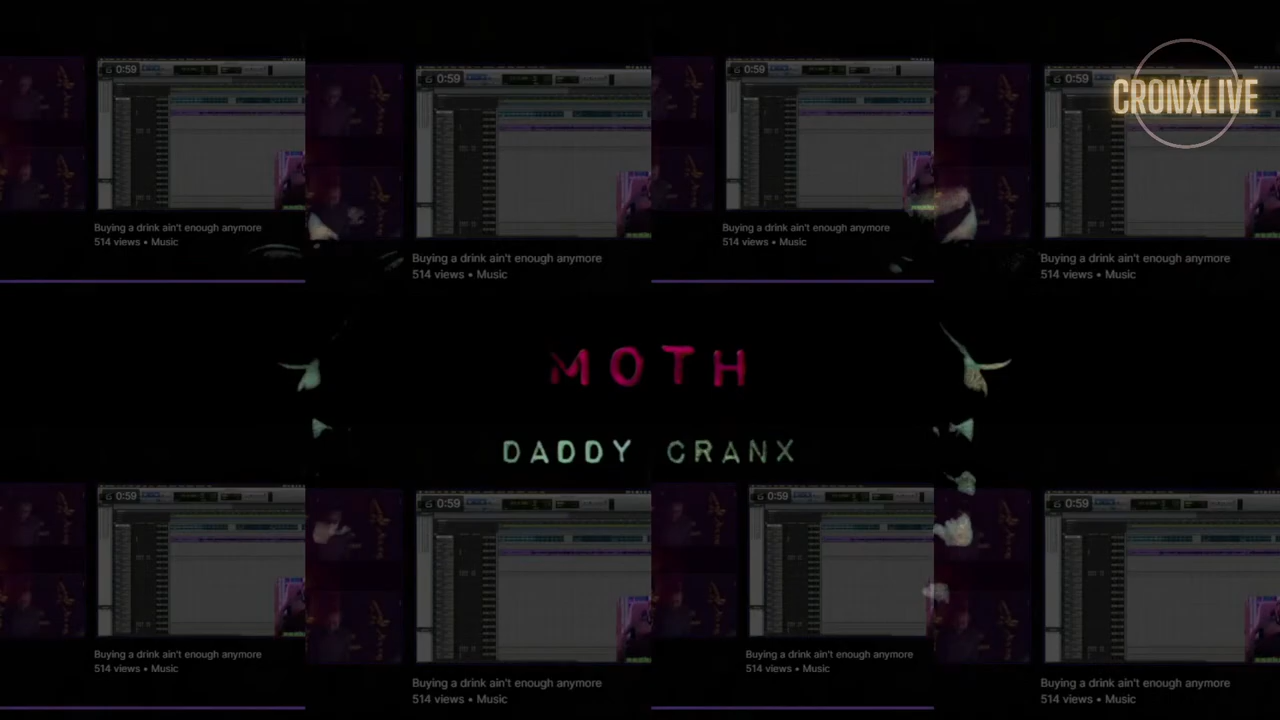 CRONXLIVE
0:59
0:59
0:59
0:59
Buying a drink ain't enough anymore
514 views • Music
Buying a drink ain't enough anymore
514 views • Music
Buying a drink ain't enough anymore
514 views • Music
Buying a drink ain't enough anymore
514 views • Music
MOTH
DADDY CRANX
0:59
0:59
0:59
0:59
Buying a drink ain't enough anymore
514 views • Music
Buying a drink ain't enough anymore
514 views • Music
Buying a drink ain't enough anymore
514 views • Music
Buying a drink ain't enough anymore
514 views • Music